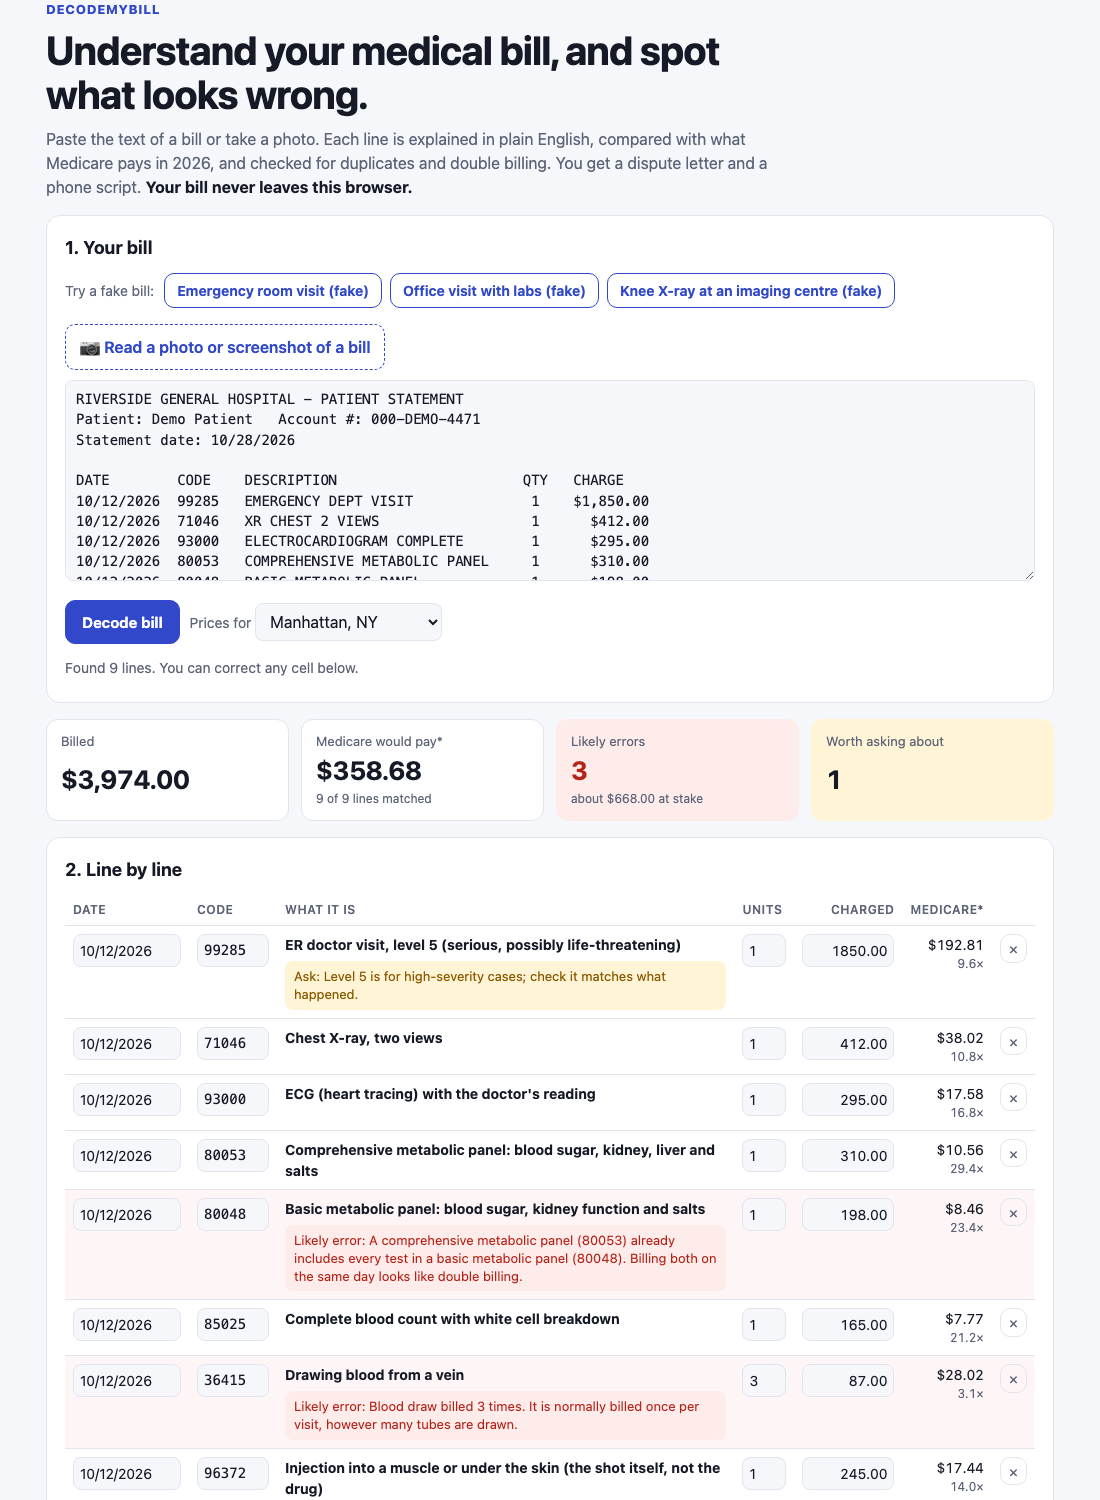 DECODEMYBILL
Understand your medical bill, and spot
what looks wrong.
Paste the text of a bill or take a photo. Each line is explained in plain English, compared with what
Medicare pays in 2026, and checked for duplicates and double billing. You get a dispute letter and a
phone script. Your bill never leaves this browser.
1. Your bill
Try a fake bill: Emergency room visit (fake) Office visit with labs (fake) Knee X-ray at an imaging centre (fake)
Read a photo or screenshot of a bill
RIVERSIDE GENERAL HOSPITAL – PATIENT STATEMENT
Patient: Demo Patient Account #: 000-DEMO-4471
Statement date: 10/28/2026
DATE CODE DESCRIPTION QTY CHARGE
10/12/2026 99285 EMERGENCY DEPT VISIT 1 $1,850.00
10/12/2026 71046 XR CHEST 2 VIEWS 1 $412.00
10/12/2026 93000 ELECTROCARDIOGRAM COMPLETE 1 $295.00
10/12/2026 80053 COMPREHENSIVE METABOLIC PANEL 1 $310.00
10/12/2026 80048 BASIC METABOLIC PANEL 1 $198.00
Decode bill Prices for Manhattan, NY
Found 9 lines. You can correct any cell below.
Billed
$3,974.00
Medicare would pay*
$358.68
9 of 9 lines matched
Likely errors
3
about $668.00 at stake
Worth asking about
1
2. Line by line
DATE CODE WHAT IT IS UNITS CHARGED MEDICARE*
10/12/2026 99285 ER doctor visit, level 5 (serious, possibly life-threatening) 1 1850.00 $192.81
9.6×
×
Ask: Level 5 is for high-severity cases; check it matches what
happened.
10/12/2026 71046 Chest X-ray, two views 1 412.00 $38.02
10.8×
×
10/12/2026 93000 ECG (heart tracing) with the doctor's reading 1 295.00 $17.58
16.8×
×
10/12/2026 80053 Comprehensive metabolic panel: blood sugar, kidney, liver and
salts
1 310.00 $10.56
29.4×
×
10/12/2026 80048 Basic metabolic panel: blood sugar, kidney function and salts 1 198.00 $8.46
23.4×
×
Likely error: A comprehensive metabolic panel (80053) already
includes every test in a basic metabolic panel (80048). Billing both on
the same day looks like double billing.
10/12/2026 85025 Complete blood count with white cell breakdown 1 165.00 $7.77
21.2×
×
10/12/2026 36415 Drawing blood from a vein 3 87.00 $28.02
3.1×
×
Likely error: Blood draw billed 3 times. It is normally billed once per
visit, however many tubes are drawn.
10/12/2026 96372 Injection into a muscle or under the skin (the shot itself, not the
drug)
1 245.00 $17.44
14.0×
×